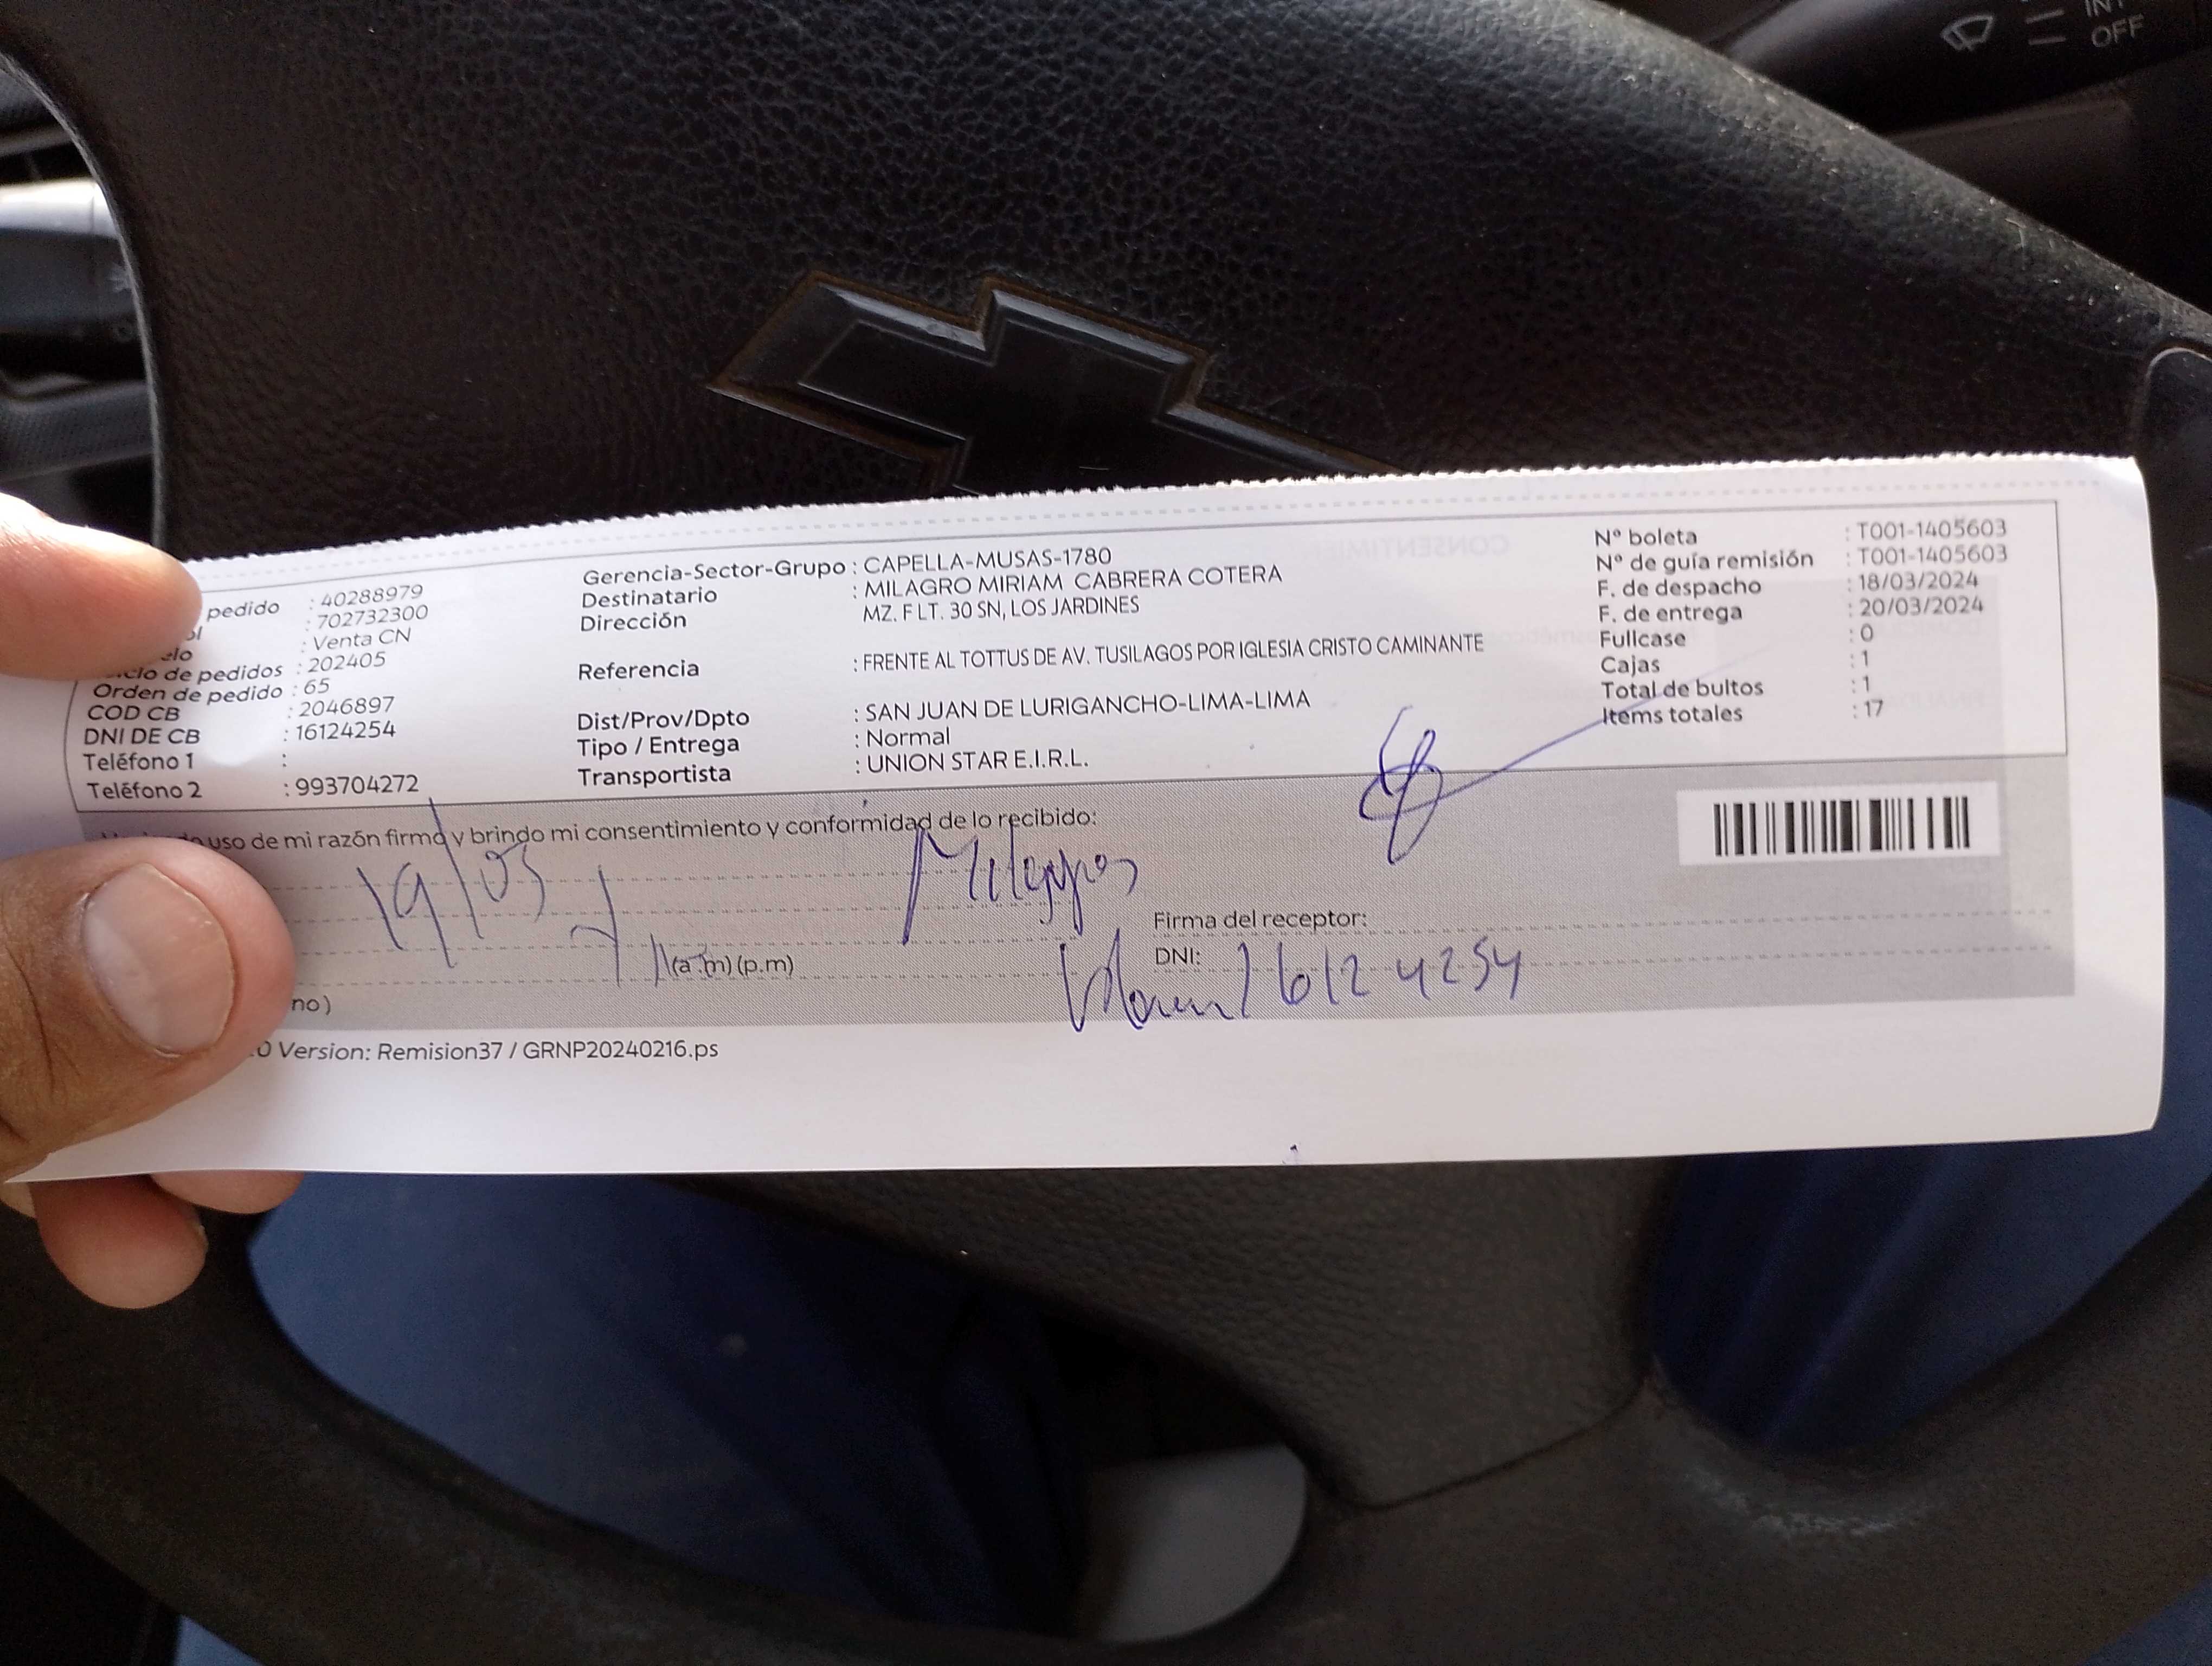 INT
OFF
pedido : 40288979
: 702732300
: Venta CN
de pedidos : 202405
Orden de pedido : 65
COD CB : 2046897
DNI DE CB : 16124254
Teléfono 1 :
Teléfono 2 : 993704272
Gerencia-Sector-Grupo : CAPELLA-MUSAS-1780
Destinatario : MILAGRO MIRIAM CABRERA COTERA
Dirección MZ. F LT. 30 SN, LOS JARDINES
Referencia : FRENTE AL TOTTUS DE AV. TUSILAGOS POR IGLESIA CRISTO CAMINANTE
Dist/Prov/Dpto : SAN JUAN DE LURIGANCHO-LIMA-LIMA
Tipo / Entrega : Normal
Transportista : UNION STAR E.I.R.L.
Nº boleta : T001-1405603
Nº de guía remisión : T001-1405603
F. de despacho : 18/03/2024
F. de entrega : 20/03/2024
Fullcase : 0
Cajas : 1
Total de bultos : 1
Items totales : 17
uso de mi razón firmo y brindo mi consentimiento y conformidad de lo recibido:
19/03
Firma del receptor:
(a.m) (p.m)
DNI: 16124254
no)
.0 Version: Remision37 / GRNP20240216.ps